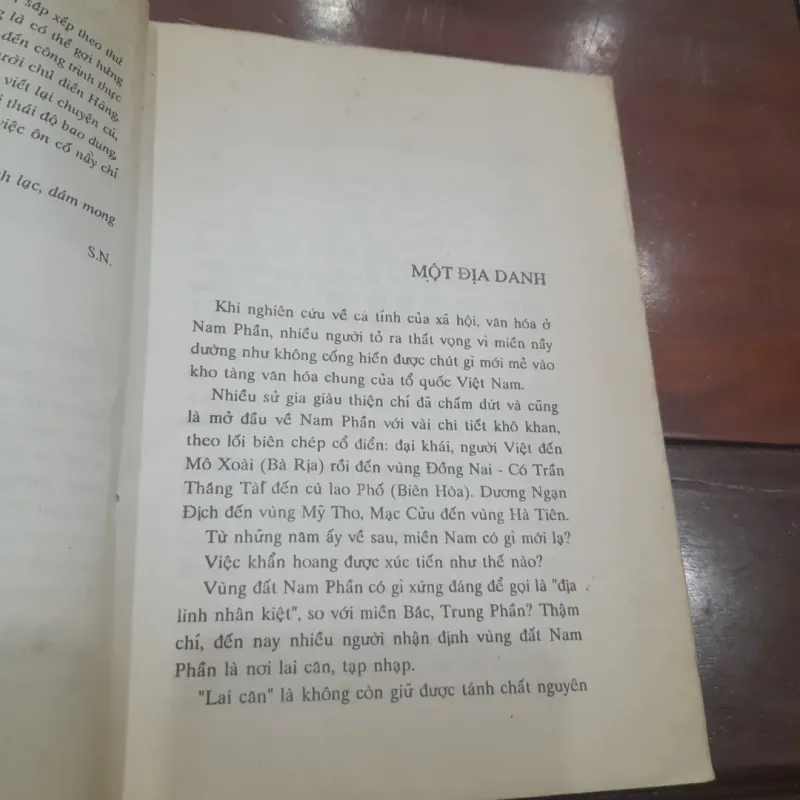 sắp xếp theo thứ
là có thể gợi hứng
đến công trình thực
chủ điền Hăng,
viết lại chuyện cũ,
thái độ bao dung,
việc ôn cố nầy chỉ
lạc, dám mong
S.N.
MỘT ĐỊA DANH
Khi nghiên cứu về cá tính của xã hội, văn hóa ở
Nam Phần, nhiều người tỏ ra thất vọng vì miền nầy
dường như không cống hiến được chút gì mới mẻ vào
kho tàng văn hóa chung của tổ quốc Việt Nam.
Nhiều sử gia giàu thiện chí đã chấm dứt và cũng
là mở đầu về Nam Phần với vài chi tiết khô khan,
theo lối biên chép cổ điển: đại khái, người Việt đến
Mô Xoài (Bà Rịa) rồi đến vùng Đồng Nai - Có Trần
Thắng Tài đến cù lao Phố (Biên Hòa). Dương Ngạn
Địch đến vùng Mỹ Tho, Mạc Cửu đến vùng Hà Tiên.
Từ những năm ấy về sau, miền Nam có gì mới lạ?
Việc khẩn hoang được xúc tiến như thế nào?
Vùng đất Nam Phần có gì xứng đáng để gọi là "địa
linh nhân kiệt", so với miền Bắc, Trung Phần? Thậm
chí, đến nay nhiều người nhận định vùng đất Nam
Phần là nơi lai căn, tạp nhạp.
"Lai căn" là không còn giữ được tánh chất nguyên